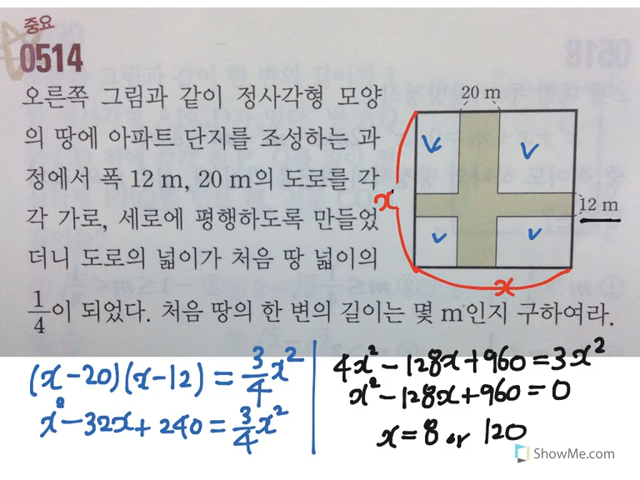 중요
0514
오른쪽 그림과 같이 정사각형 모양
의 땅에 아파트 단지를 조성하는 과
정에서 폭 12 m, 20 m의 도로를 각
각 가로, 세로에 평행하도록 만들었
더니 도로의 넓이가 처음 땅 넓이의
1/4이 되었다. 처음 땅의 한 변의 길이는 몇 m인지 구하여라.
20 m
x
12 m
x
(x-20)(x-12) = 3/4 x²
x² - 32x + 240 = 3/4 x²
4x² - 128x + 960 = 3x²
x² - 128x + 960 = 0
x = 8 or 120
ShowMe.com